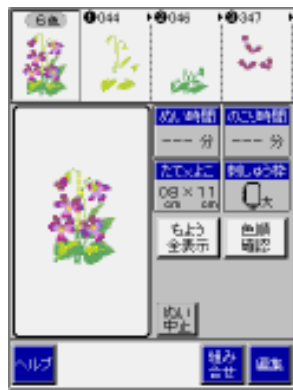 6色 ❶044 ❷046 ❸347
ぬい時間 のこり時間
--- 分 --- 分
たて×よこ 刺しゅう枠
08×11 大
cm cm
もよう 色順
全表示 確認
ぬい
中止
ヘルプ 組み 編集
合せ